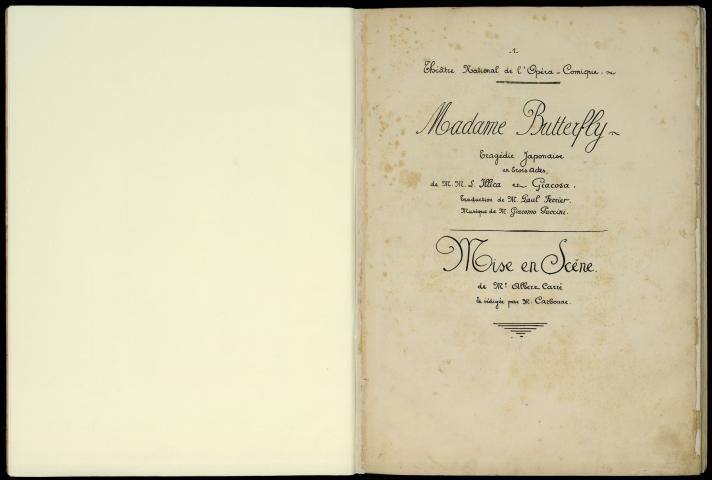 -1-
Théâtre National de l'Opéra-Comique.
Madame Butterfly
Tragédie Japonaise
en trois actes,
de M. M. L. Illica et Giacosa.
traduction de M. Paul Ferrier.
Musique de M. Giacomo Puccini.
Mise en Scène.
de Mr Albert Carré
rédigée par M. Carbonne.